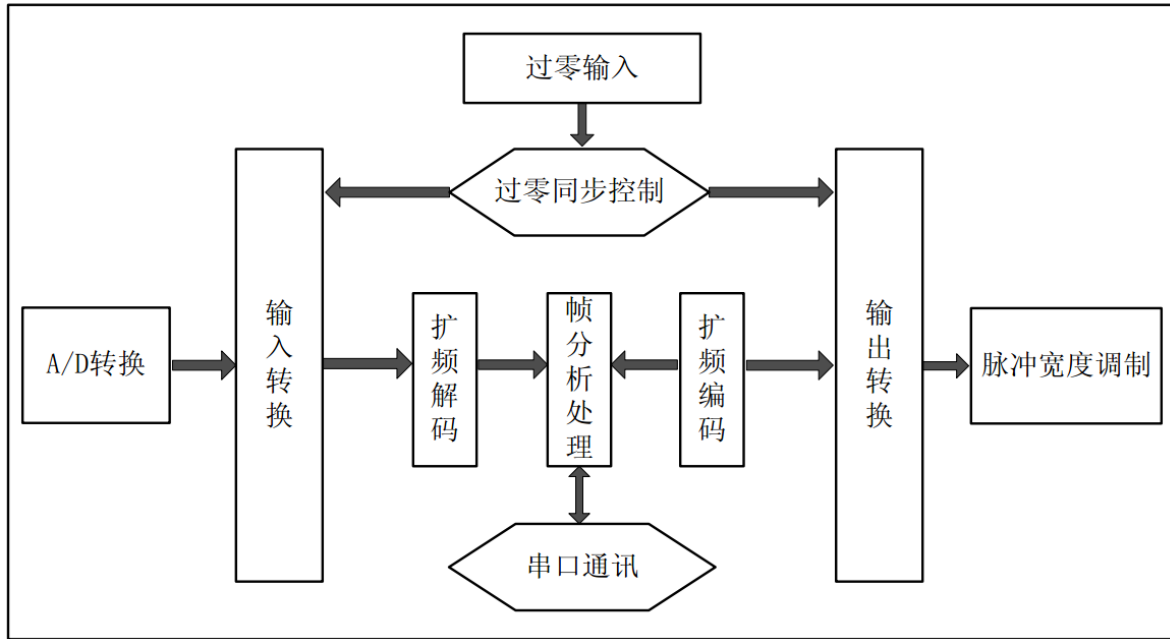 过零输入
过零同步控制
A/D转换
输入转换
扩频解码
帧分析处理
扩频编码
输出转换
脉冲宽度调制
串口通讯